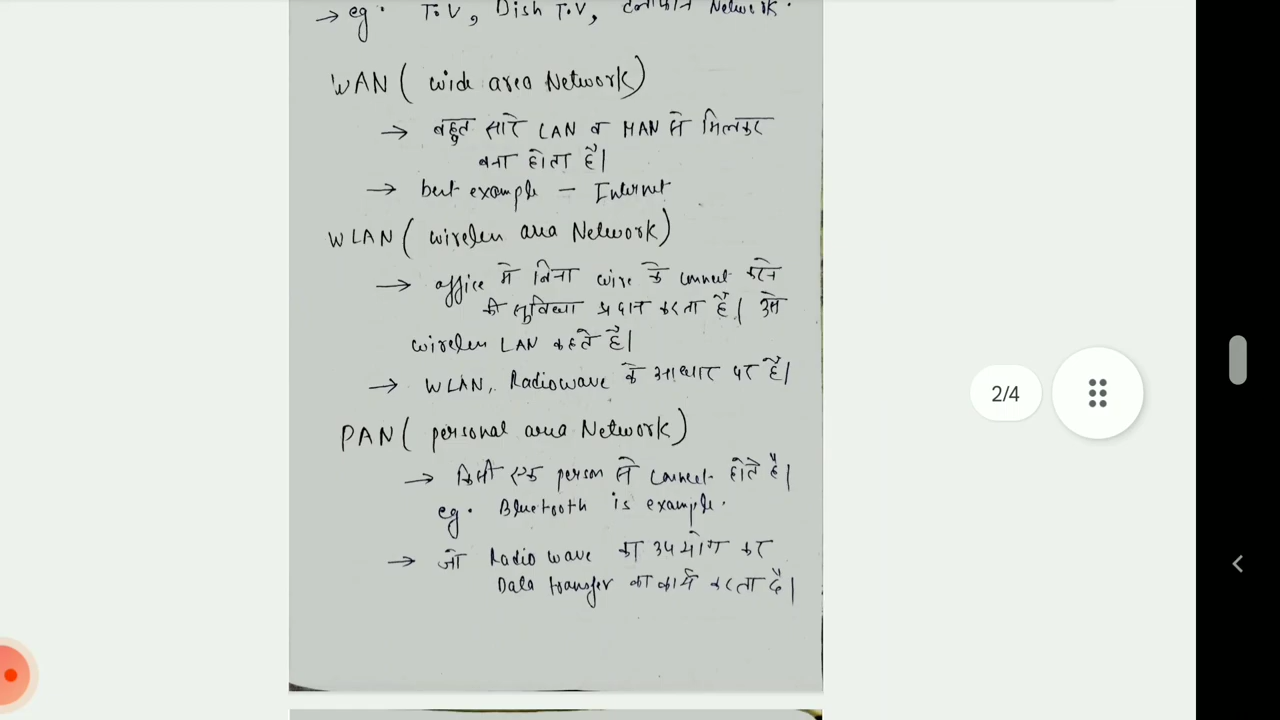 → eg. T.V, Dish T.V, टेलीफोन Network.
WAN ( wide area Network)
→ बहुत सारे LAN व MAN से मिलकर
बना होता है।
→ best example – Internet
WLAN ( wireless area Network)
→ office मे बिना wire के connect करने
की सुविधा प्रदान करता है। उसे
wireless LAN कहते है।
→ WLAN, Radiowave के आधार पर है।
PAN ( personal area Network)
→ किसी एक person से connect होते है।
eg. Bluetooth is example.
→ जो Radio wave का उपयोग कर
Data transfer का कार्य करता है।
2/4